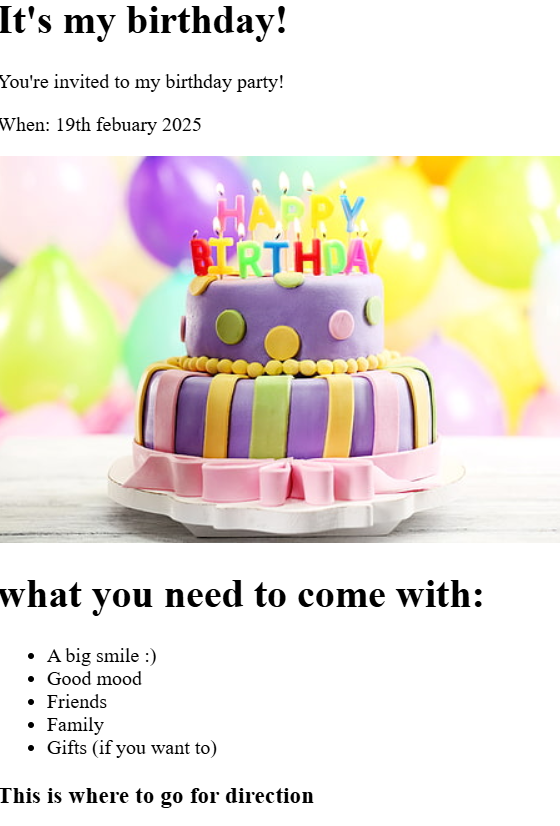 It's my birthday!
You're invited to my birthday party!
When: 19th febuary 2025
HAPPY
BIRTHDAY
what you need to come with:
A big smile :)
Good mood
Friends
Family
Gifts (if you want to)
This is where to go for direction